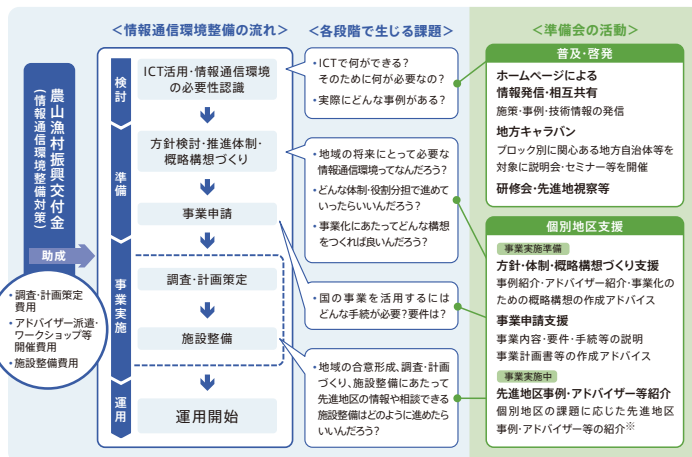 <情報通信環境整備の流れ>
<各段階で生じる課題>
<準備会の活動>
農山漁村振興交付金
(情報通信環境整備対策)
助成
・調査・計画策定
費用
・アドバイザー派遣・
ワークショップ等
開催費用
・施設整備費用
検討
ICT活用・情報通信環境
の必要性認識
準備
方針検討・推進体制・
概略構想づくり
事業申請
事業実施
調査・計画策定
施設整備
運用
運用開始
・ICTで何ができる?
そのために何が必要なの?
・実際にどんな事例がある?
・地域の将来にとって必要な
情報通信環境ってなんだろう?
・どんな体制・役割分担で進めて
いったらいいんだろう?
・事業化にあたってどんな構想
をつくれば良いんだろう?
・国の事業を活用するには
どんな手続が必要?要件は?
・地域の合意形成、調査・計画
づくり、施設整備にあたって
先進地区の情報や相談できる
施設整備はどのように進めたら
いいんだろう?
普及・啓発
ホームページによる
情報発信・相互共有
施策・事例・技術情報の発信
地方キャラバン
ブロック別に関心ある地方自治体等を
対象に説明会・セミナー等を開催
研修会・先進地視察等
個別地区支援
事業実施準備
方針・体制・概略構想づくり支援
事例紹介・アドバイザー紹介・事業化の
ための概略構想の作成アドバイス
事業申請支援
事業内容・要件・手続等の説明
事業計画書等の作成アドバイス
事業実施中
先進地区事例・アドバイザー等紹介
個別地区の課題に応じた先進地区
事例・アドバイザー等の紹介※